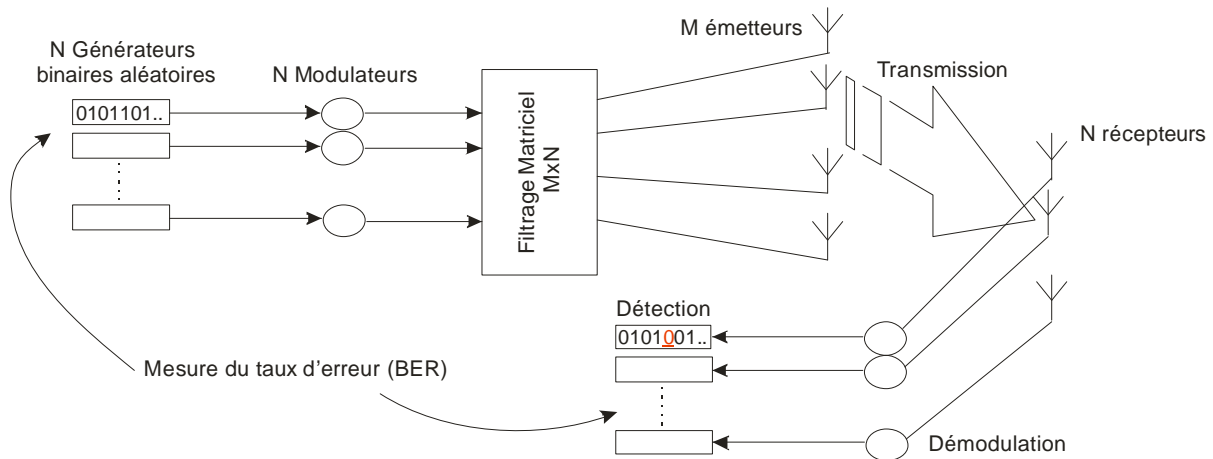 N Générateurs
binaires aléatoires
N Modulateurs
M émetteurs
Transmission
0101101..
N récepteurs
Filtrage Matriciel
MxN
Détection
0101001..
Mesure du taux d'erreur (BER)
Démodulation